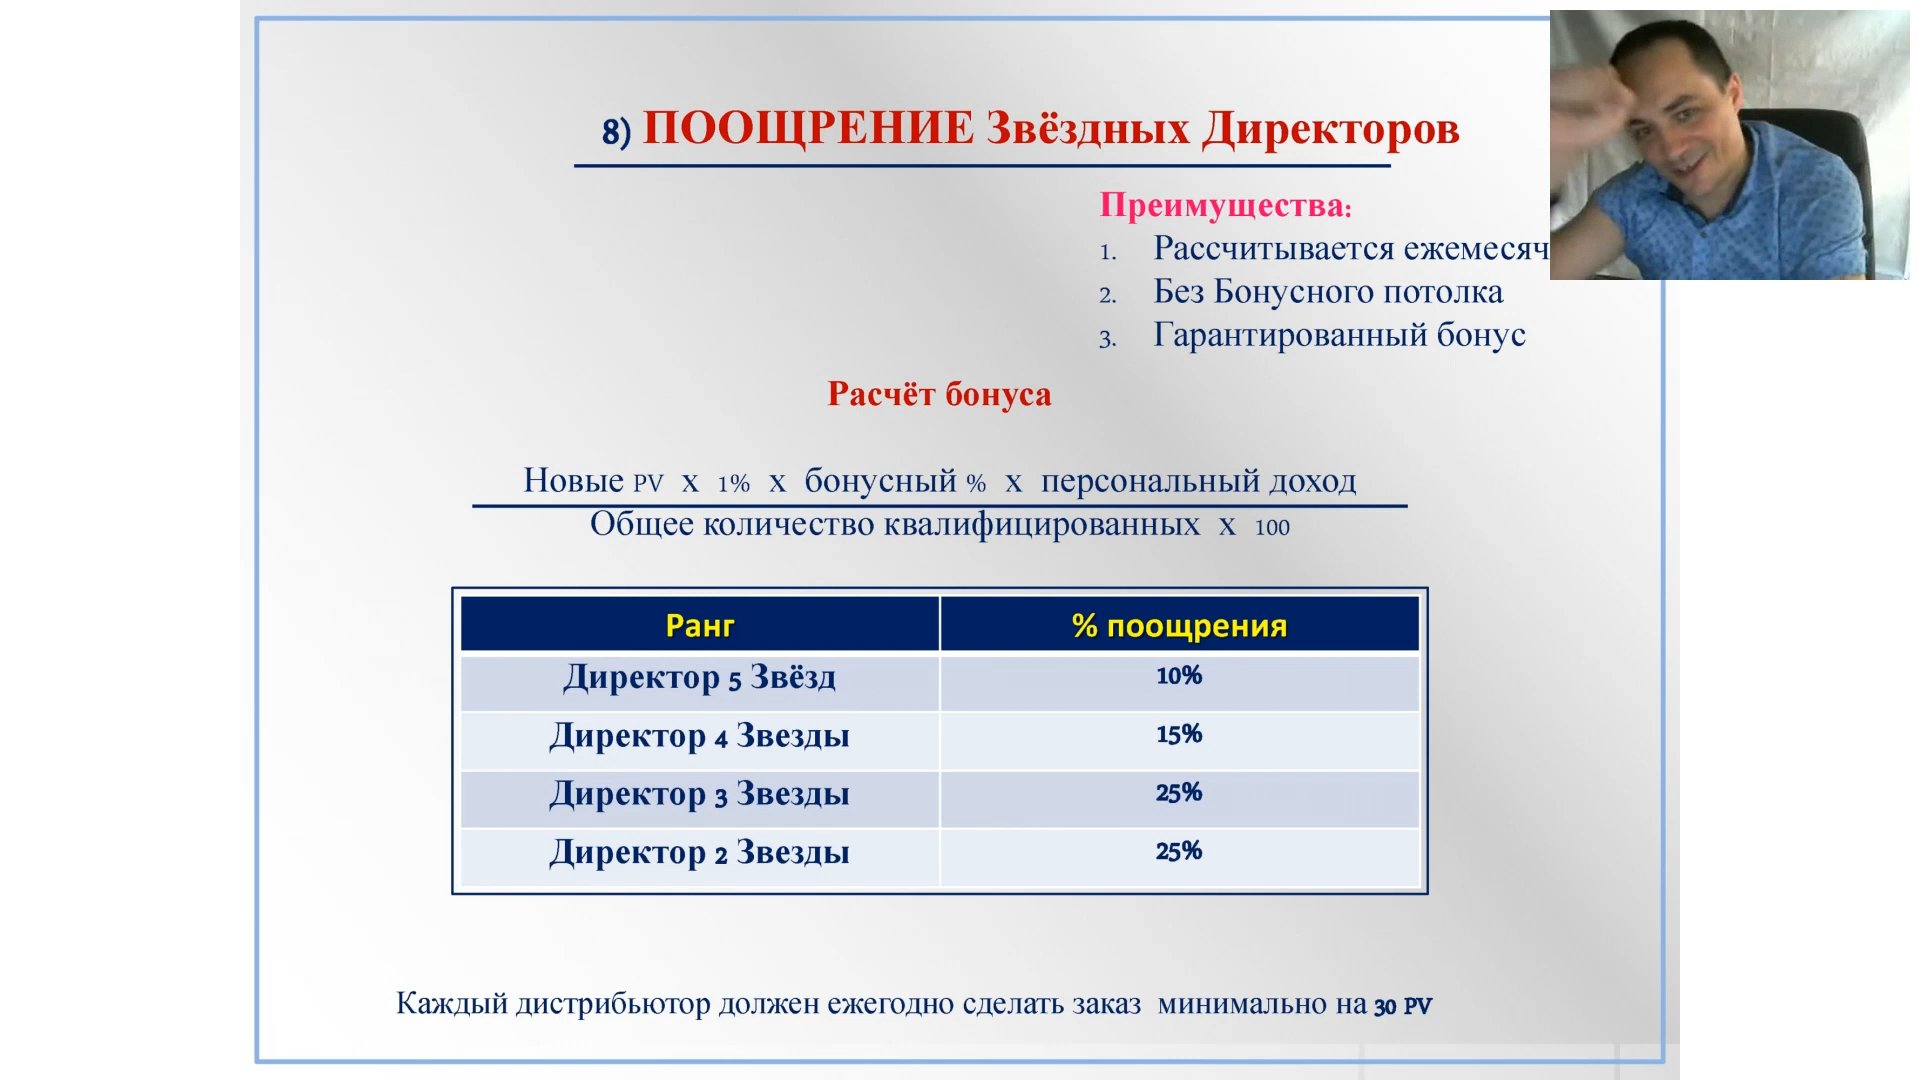 8) ПООЩРЕНИЕ Звёздных Директоров
Преимущества:
1. Рассчитывается ежемесяч
2. Без Бонусного потолка
3. Гарантированный бонус
Расчёт бонуса
Новые PV х 1% х бонусный % х персональный доход
Общее количество квалифицированных х 100
Ранг % поощрения
Директор 5 Звёзд 10%
Директор 4 Звезды 15%
Директор 3 Звезды 25%
Директор 2 Звезды 25%
Каждый дистрибьютор должен ежегодно сделать заказ минимально на 30 PV